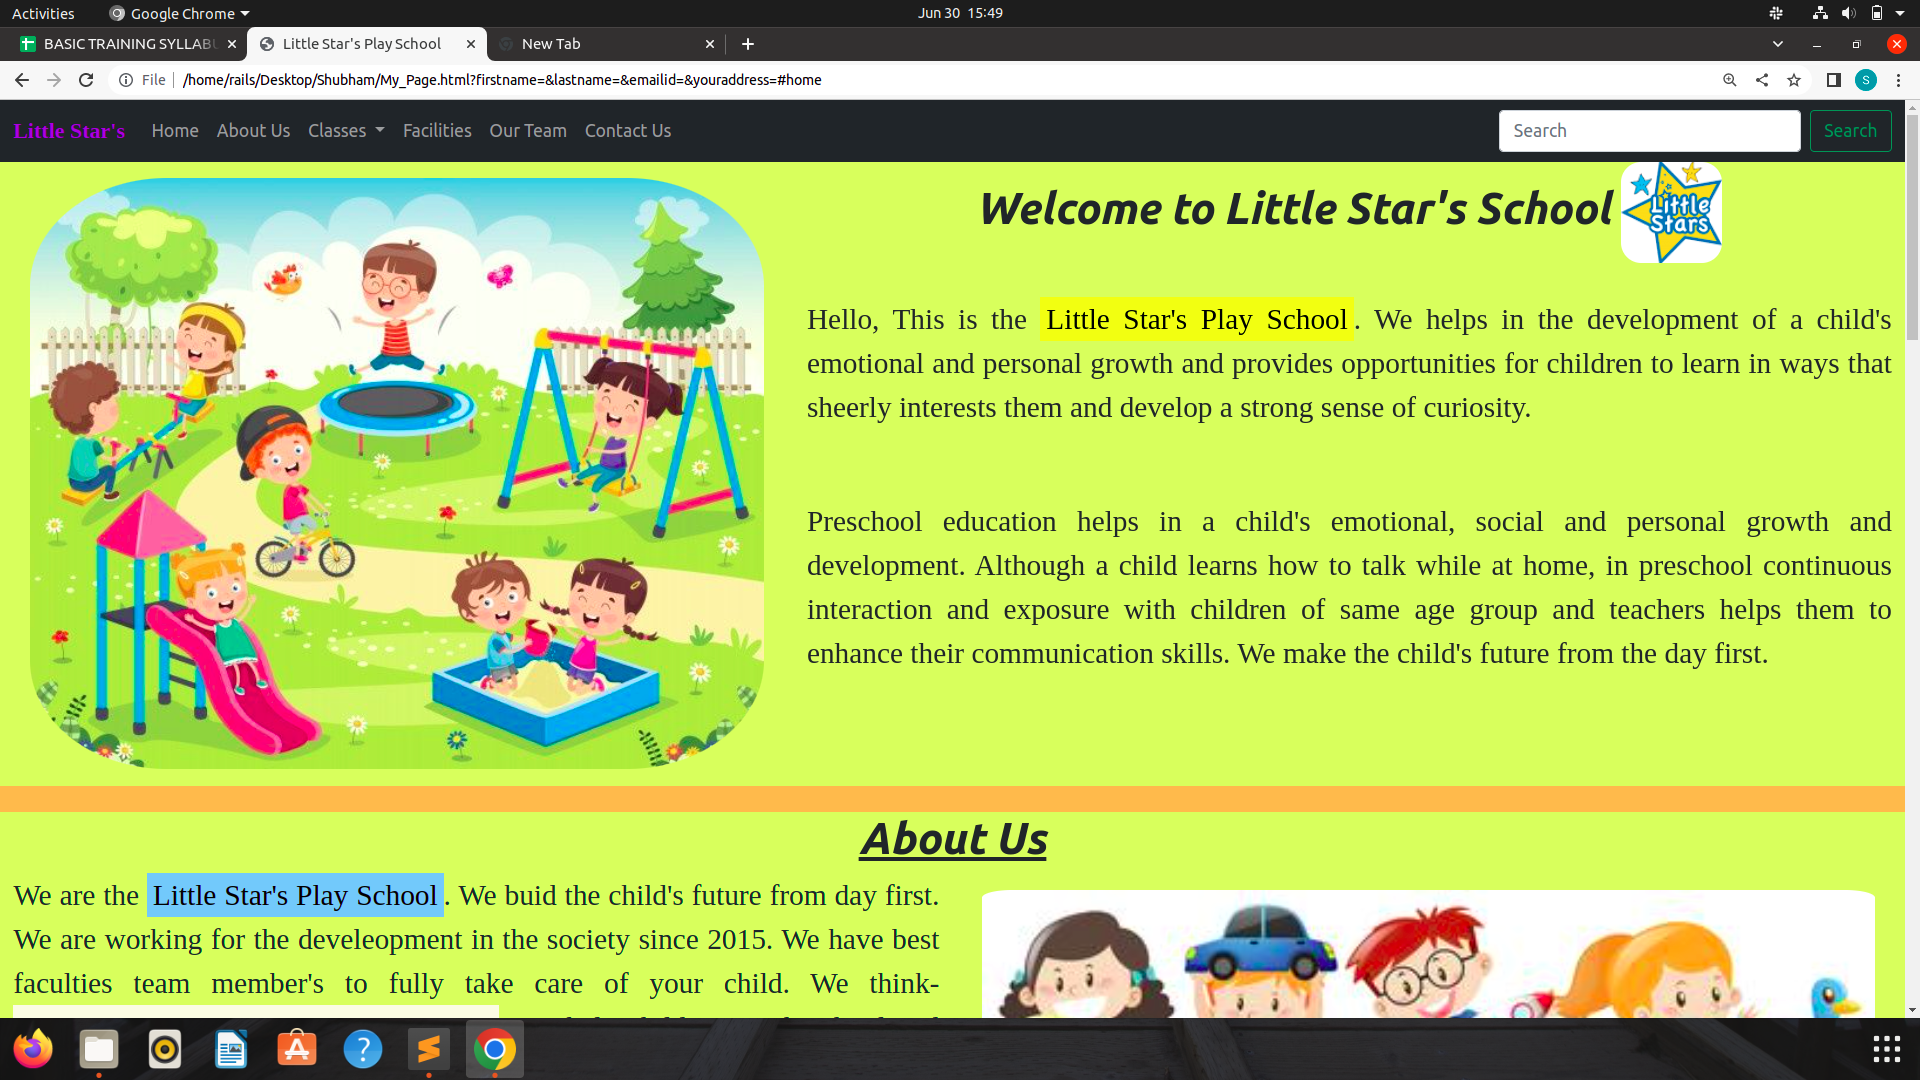 Activities Google Chrome Jun 30 15:49
BASIC TRAINING SYLLABU Little Star's Play School New Tab
File /home/rails/Desktop/Shubham/My_Page.html?firstname=&lastname=&emailid=&youraddress=#home S
Little Star's Home About Us Classes Facilities Our Team Contact Us Search Search
Welcome to Little Star's School
Little
Stars
Hello, This is the Little Star's Play School. We helps in the development of a child's
emotional and personal growth and provides opportunities for children to learn in ways that
sheerly interests them and develop a strong sense of curiosity.
Preschool education helps in a child's emotional, social and personal growth and
development. Although a child learns how to talk while at home, in preschool continuous
interaction and exposure with children of same age group and teachers helps them to
enhance their communication skills. We make the child's future from the day first.
About Us
We are the Little Star's Play School. We buid the child's future from day first.
We are working for the develeopment in the society since 2015. We have best
faculties team member's to fully take care of your child. We think-